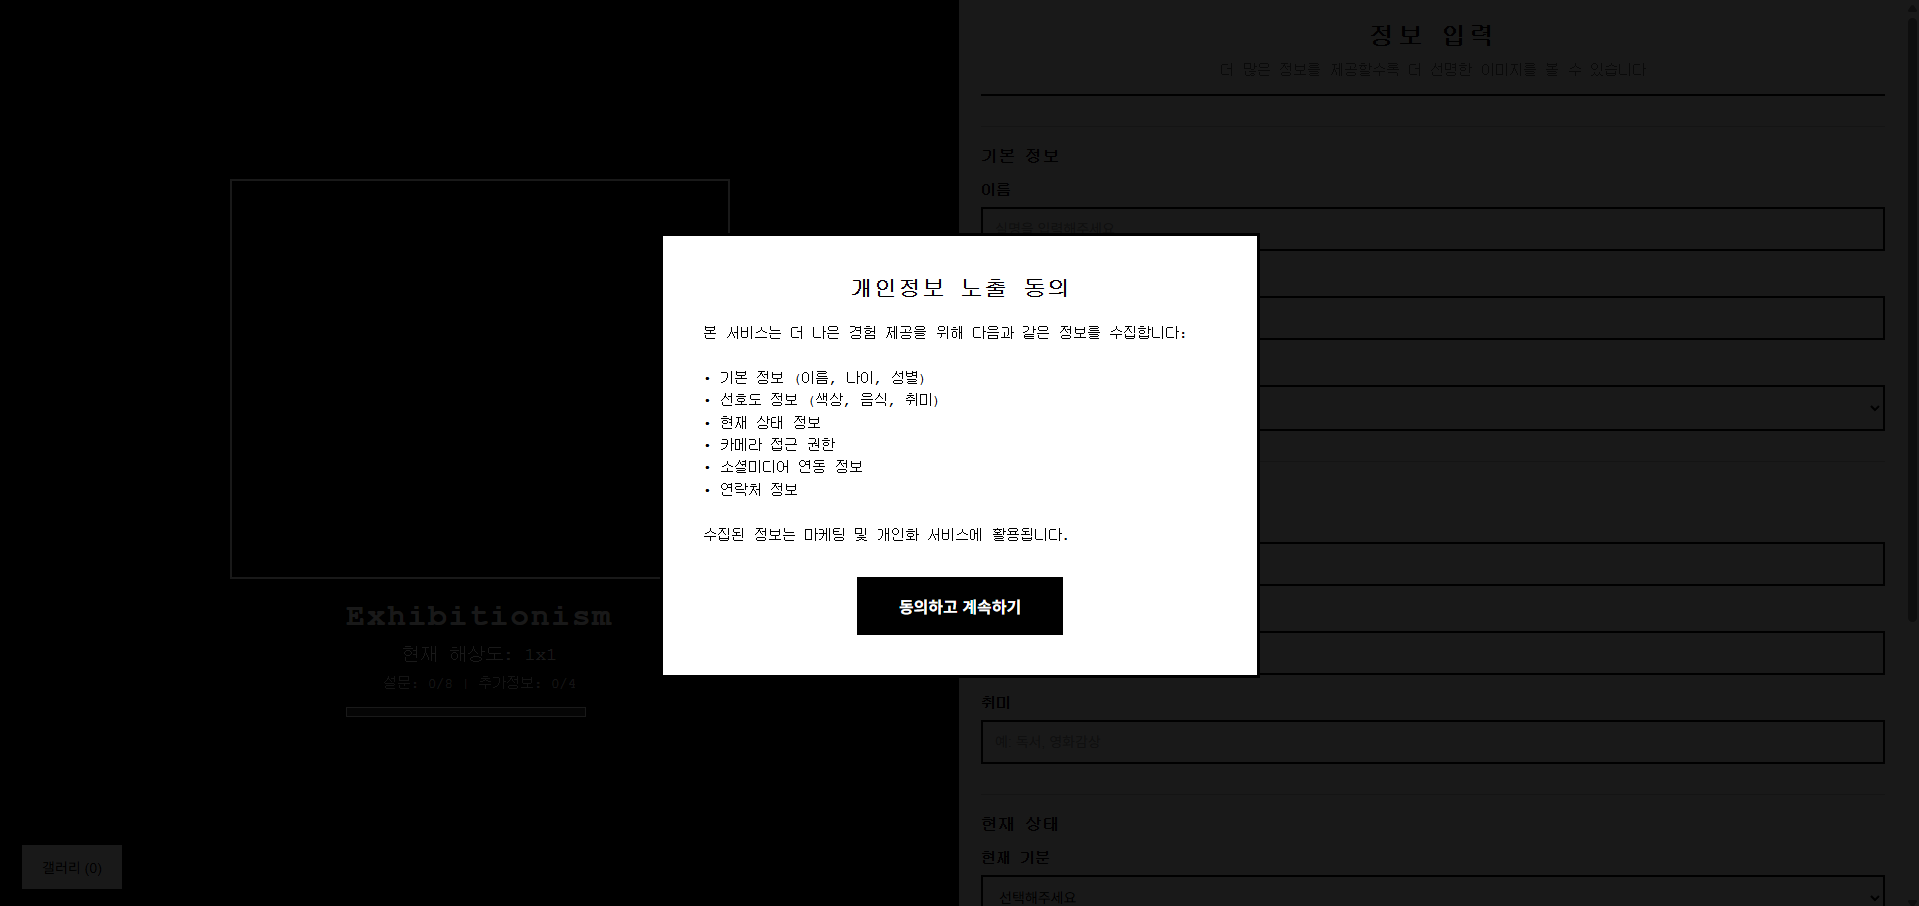 정보 입력
더 많은 정보를 제공할수록 더 선명한 이미지를 볼 수 있습니다
기본 정보
이름
실명을 입력해주세요
개인정보 노출 동의
본 서비스는 더 나은 경험 제공을 위해 다음과 같은 정보를 수집합니다:
• 기본 정보 (이름, 나이, 성별)
• 선호도 정보 (색상, 음식, 취미)
• 현재 상태 정보
• 카메라 접근 권한
• 소셜미디어 연동 정보
• 연락처 정보
수집된 정보는 마케팅 및 개인화 서비스에 활용됩니다.
동의하고 계속하기
Exhibitionism
현재 해상도: 1x1
설문: 0/8 | 추가정보: 0/4
갤러리 (0)
취미
예: 독서, 영화감상
현재 상태
현재 기분
선택해주세요